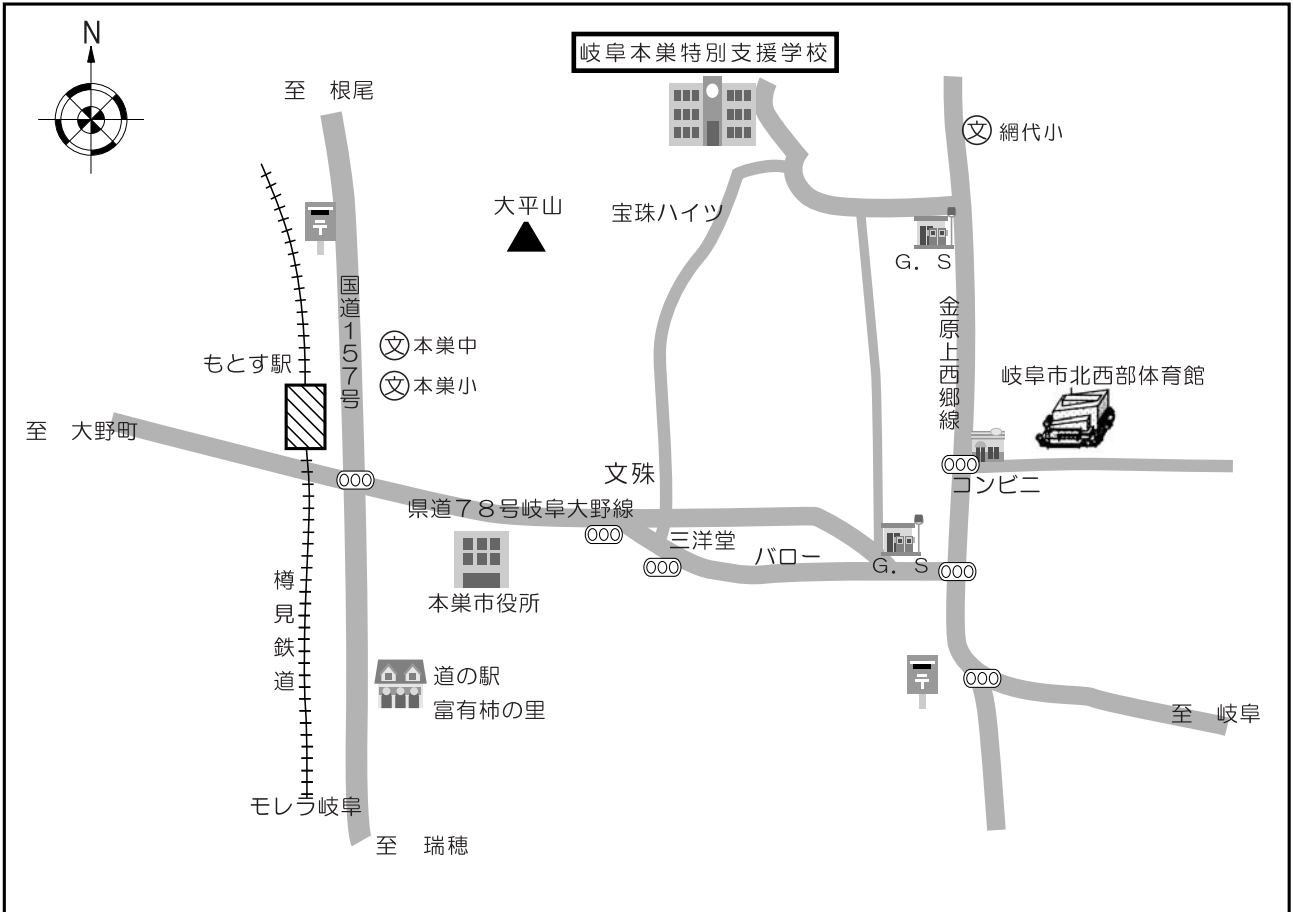 N
岐阜本巣特別支援学校
至　根尾
文 網代小
大平山
宝珠ハイツ
G．S
国道157号
金原上西郷線
もとす駅
文 本巣中
文 本巣小
岐阜市北西部体育館
至　大野町
文殊
コンビニ
県道７８号岐阜大野線
三洋堂
バロー
G．S
樽見鉄道
本巣市役所
道の駅
富有柿の里
至　岐阜
モレラ岐阜
至　瑞穂